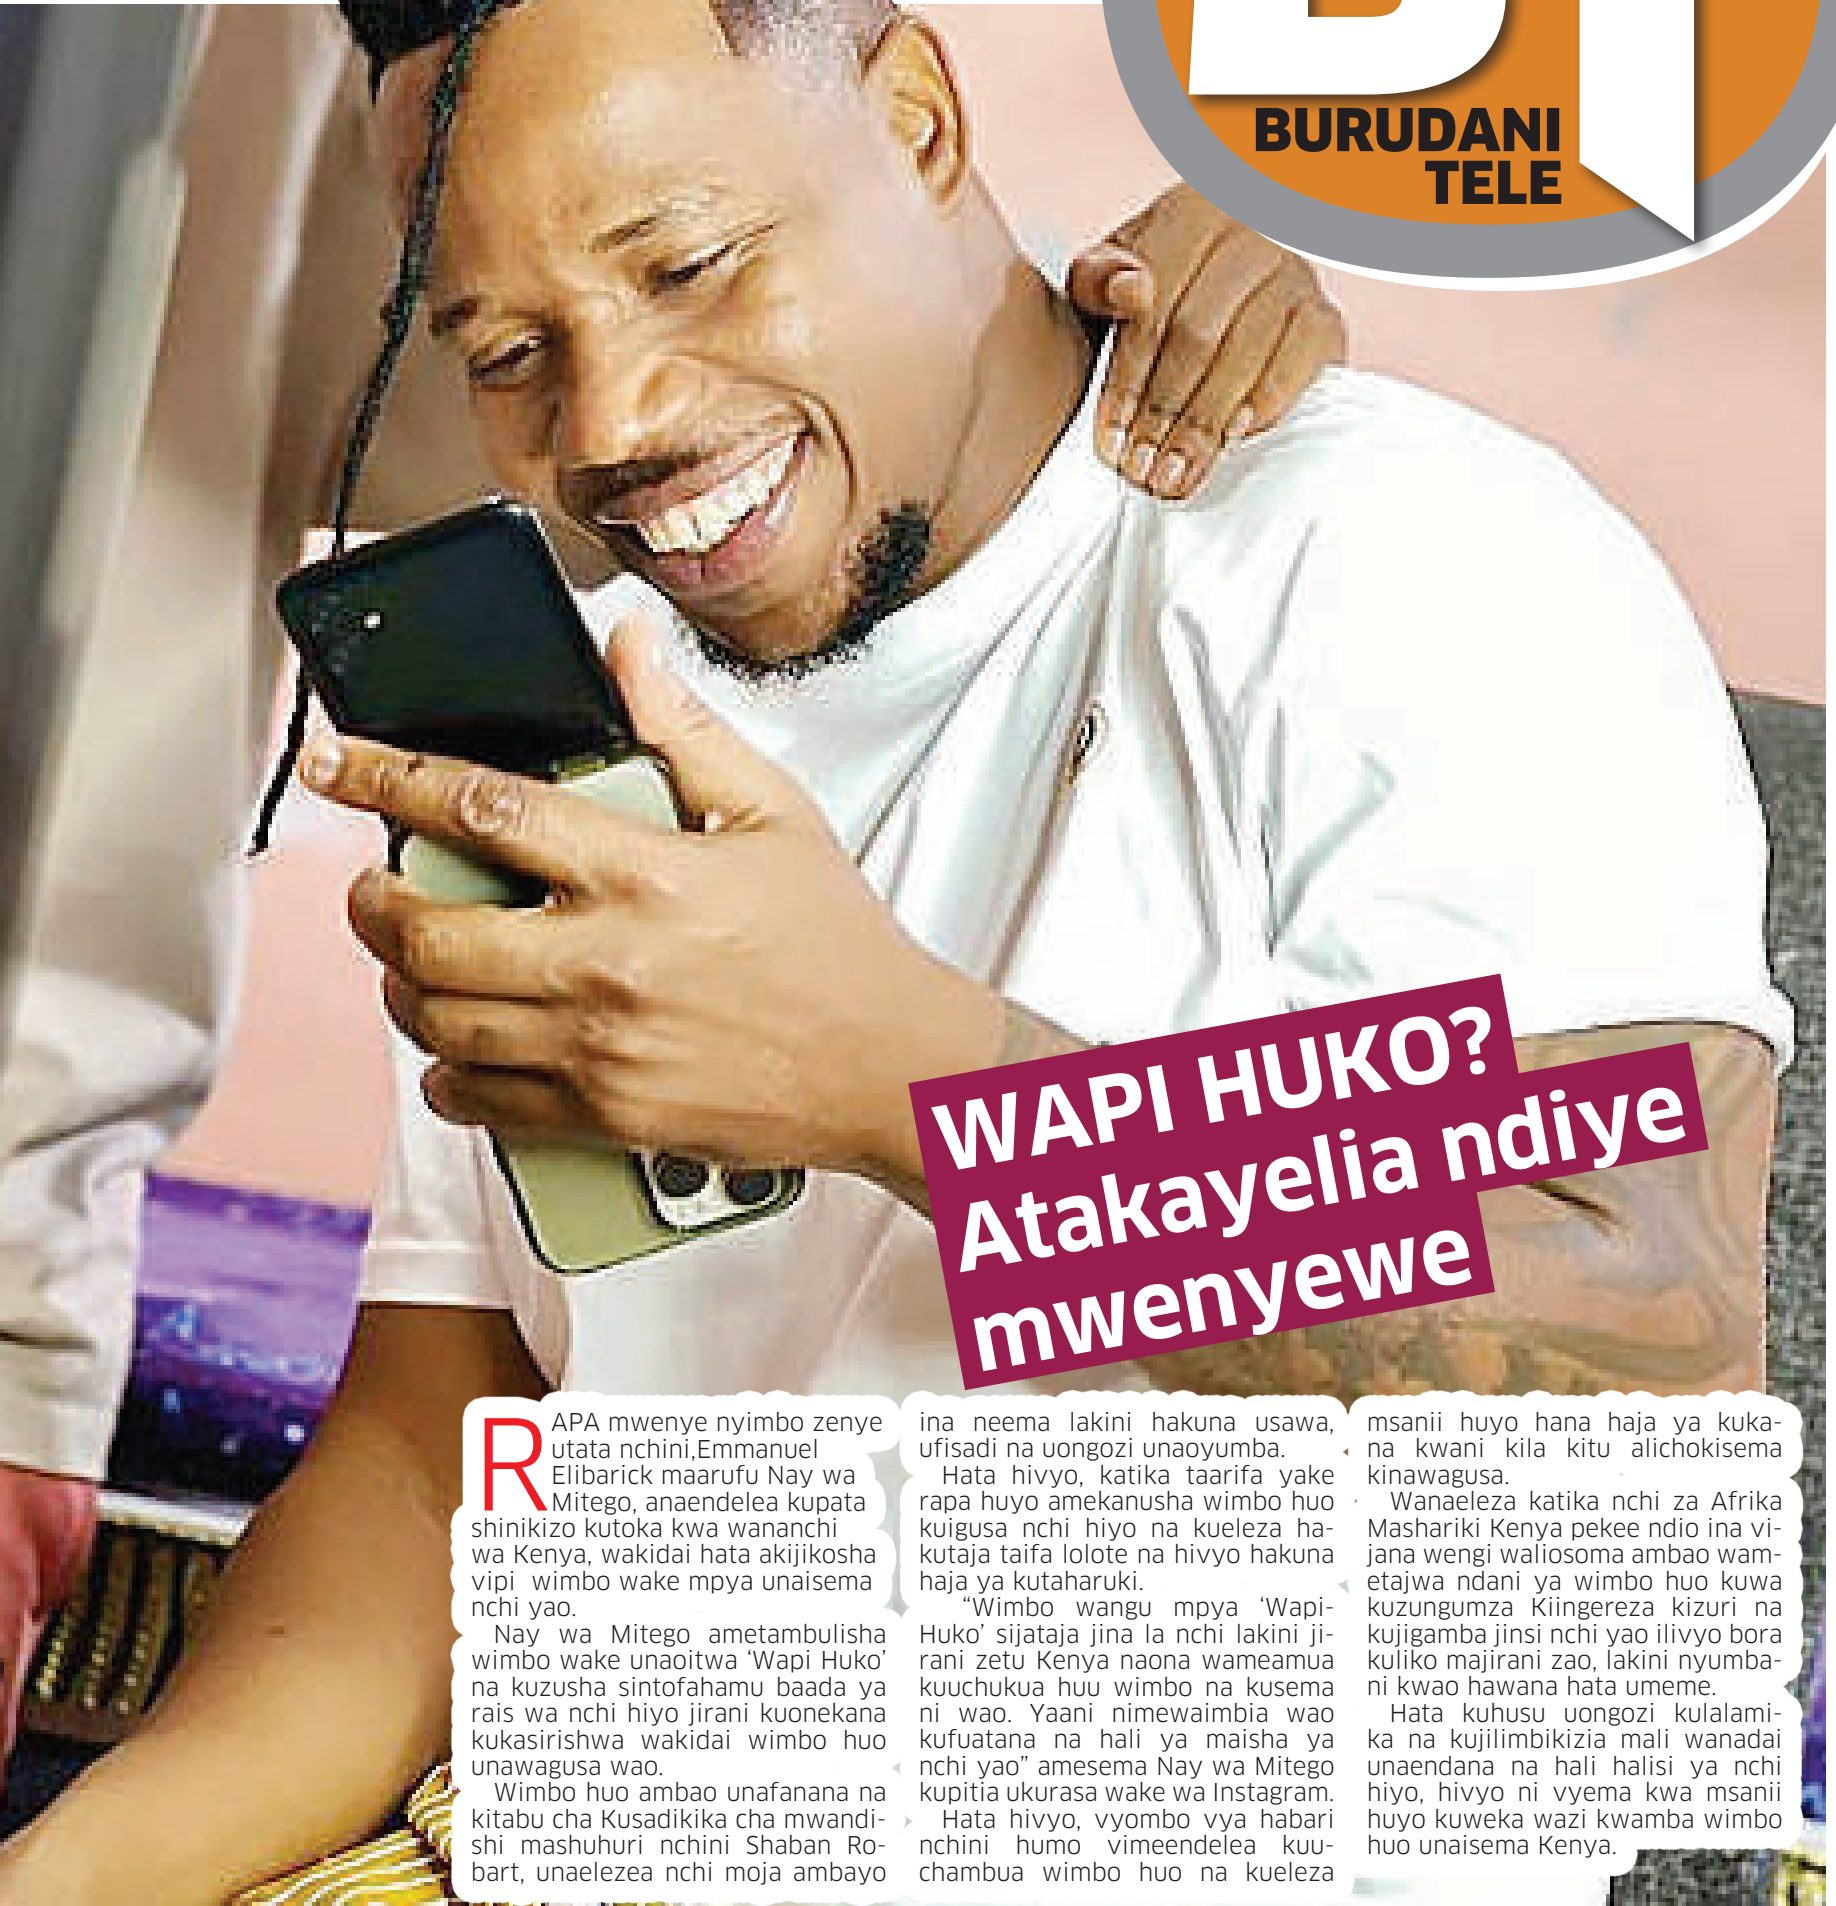 BURUDANI
TELE
WAPI HUKO?
Atakayelia ndiye
mwenyewe
RAPA mwenye nyimbo zenye
utata nchini,Emmanuel
Elibarick maarufu Nay wa
Mitego, anaendelea kupata
shinikizo kutoka kwa wananchi
wa Kenya, wakidai hata akijikosha
vipi wimbo wake mpya unaisema
nchi yao.
Nay wa Mitego ametambulisha
wimbo wake unaoitwa ‘Wapi Huko’
na kuzusha sintofahamu baada ya
rais wa nchi hiyo jirani kuonekana
kukasirishwa wakidai wimbo huo
unawagusa wao.
Wimbo huo ambao unafanana na
kitabu cha Kusadikika cha mwandi-
shi mashuhuri nchini Shaban Ro-
bart, unaelezea nchi moja ambayo
ina neema lakini hakuna usawa,
ufisadi na uongozi unaoyumba.
Hata hivyo, katika taarifa yake
rapa huyo amekanusha wimbo huo
kuigusa nchi hiyo na kueleza ha-
kutaja taifa lolote na hivyo hakuna
haja ya kutaharuki.
“Wimbo wangu mpya ‘Wapi-
Huko’ sijataja jina la nchi lakini ji-
rani zetu Kenya naona wameamua
kuuchukua huu wimbo na kusema
ni wao. Yaani nimewaimbia wao
kufuatana na hali ya maisha ya
nchi yao” amesema Nay wa Mitego
kupitia ukurasa wake wa Instagram.
Hata hivyo, vyombo vya habari
nchini humo vimeendelea kuu-
chambua wimbo huo na kueleza
msanii huyo hana haja ya kuka-
na kwani kila kitu alichokisema
kinawagusa.
Wanaeleza katika nchi za Afrika
Mashariki Kenya pekee ndio ina vi-
jana wengi waliosoma ambao wam-
etajwa ndani ya wimbo huo kuwa
kuzungumza Kiingereza kizuri na
kujigamba jinsi nchi yao ilivyo bora
kuliko majirani zao, lakini nyumba-
ni kwao hawana hata umeme.
Hata kuhusu uongozi kulalami-
ka na kujilimbikizia mali wanadai
unaendana na hali halisi ya nchi
hiyo, hivyo ni vyema kwa msanii
huyo kuweka wazi kwamba wimbo
huo unaisema Kenya.